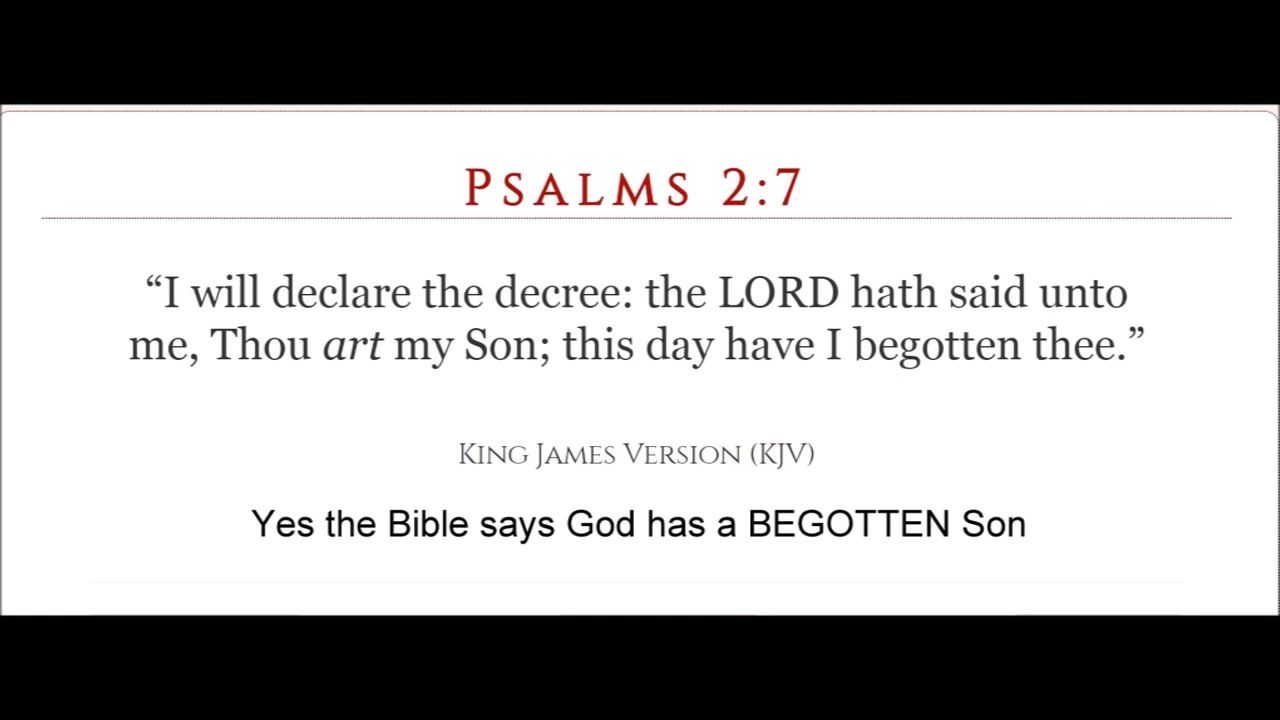 PSALMS 2:7
“I will declare the decree: the LORD hath said unto
me, Thou art my Son; this day have I begotten thee.”
KING JAMES VERSION (KJV)
Yes the Bible says God has a BEGOTTEN Son